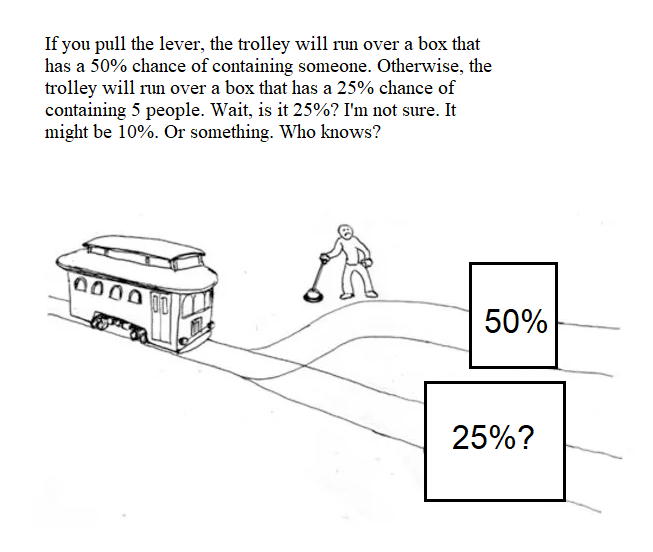 If you pull the lever, the trolley will run over a box that
has a 50% chance of containing someone. Otherwise, the
trolley will run over a box that has a 25% chance of
containing 5 people. Wait, is it 25%? I'm not sure. It
might be 10%. Or something. Who knows?
50%
25%?